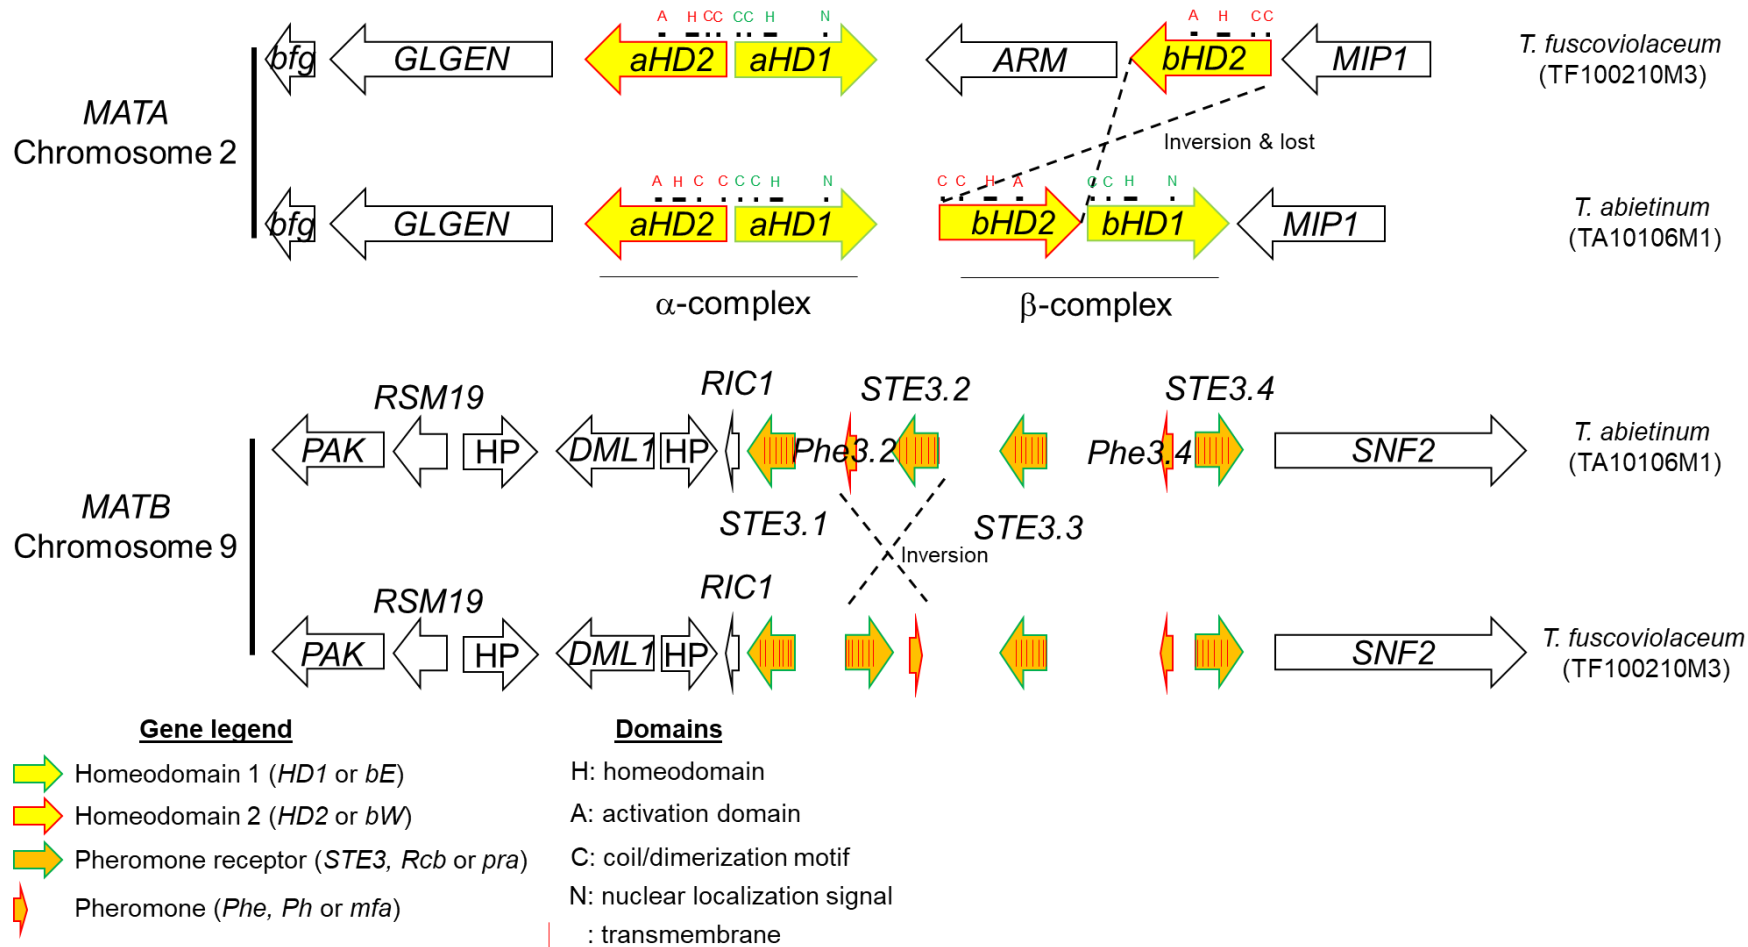 A H CC CC H N A H C C
bfg GLGEN aHD2 aHD1 ARM bHD2 MIP1 T. fuscoviolaceum
(TF100210M3)
MATA
Chromosome 2
Inversion & lost
A H C C C C H N C C H A C C H N
bfg GLGEN aHD2 aHD1 bHD2 bHD1 MIP1 T. abietinum
(TA10106M1)
α-complex β-complex
RSM19 RIC1 STE3.2 STE3.4
PAK HP DML1 HP Phe3.2 Phe3.4 SNF2 T. abietinum
(TA10106M1)
MATB
Chromosome 9
STE3.1 STE3.3
Inversion
RSM19 RIC1
PAK HP DML1 HP SNF2 T. fuscoviolaceum
(TF100210M3)
Gene legend
Homeodomain 1 (HD1 or bE)
Homeodomain 2 (HD2 or bW)
Pheromone receptor (STE3, Rcb or pra)
Pheromone (Phe, Ph or mfa)
Domains
H: homeodomain
A: activation domain
C: coil/dimerization motif
N: nuclear localization signal
: transmembrane